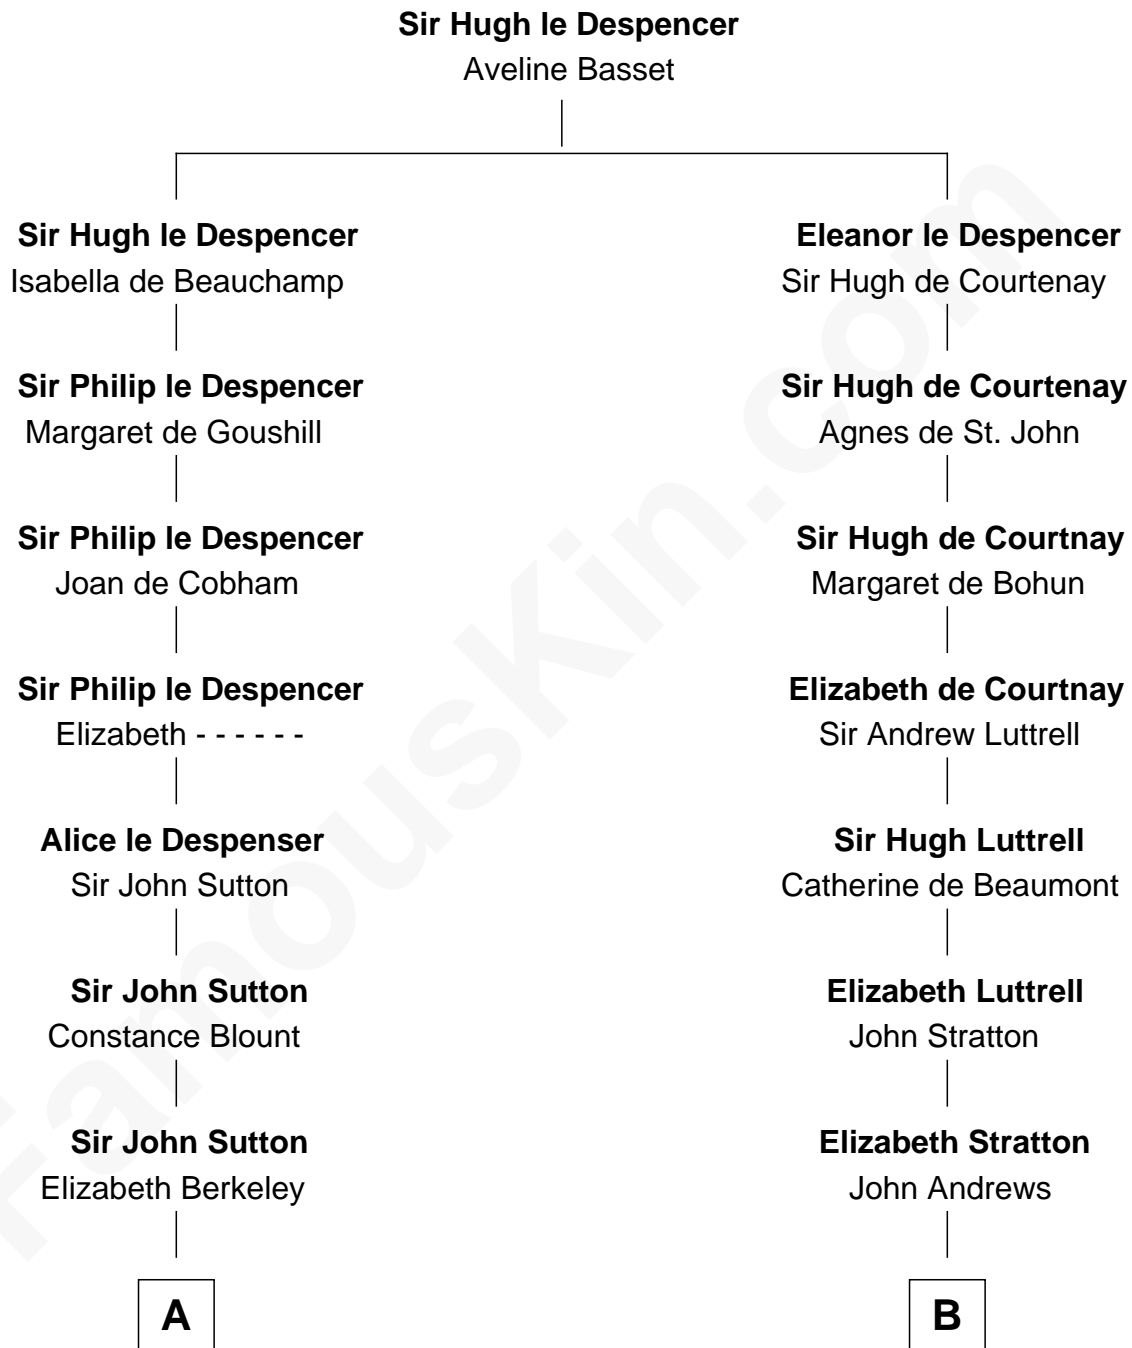 Sir Hugh le Despencer
Aveline Basset
Sir Hugh le Despencer
Isabella de Beauchamp
Eleanor le Despencer
Sir Hugh de Courtenay
Sir Philip le Despencer
Margaret de Goushill
Sir Hugh de Courtenay
Agnes de St. John
Sir Philip le Despencer
Joan de Cobham
Sir Hugh de Courtnay
Margaret de Bohun
Sir Philip le Despencer
Elizabeth - - - - - -
Elizabeth de Courtnay
Sir Andrew Luttrell
Alice le Despenser
Sir John Sutton
Sir Hugh Luttrell
Catherine de Beaumont
Sir John Sutton
Constance Blount
Elizabeth Luttrell
John Stratton
Sir John Sutton
Elizabeth Berkeley
Elizabeth Stratton
John Andrews
A
B
FamousKin.com